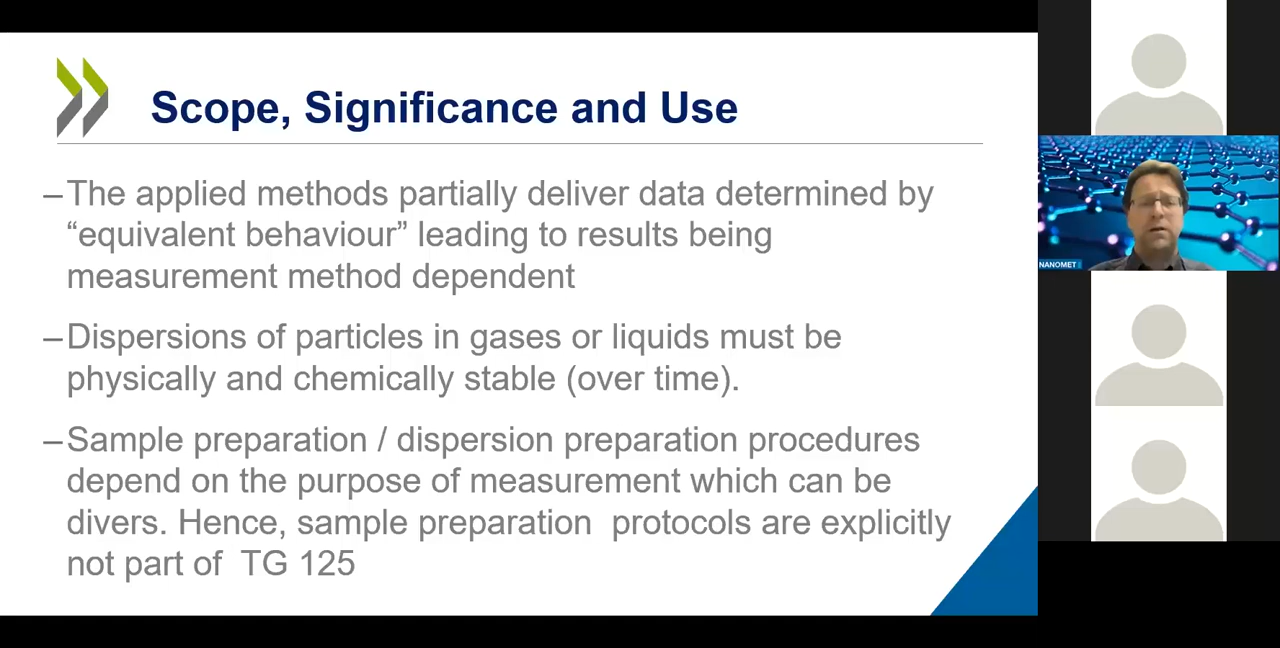 Scope, Significance and Use
–The applied methods partially deliver data determined by
“equivalent behaviour” leading to results being
measurement method dependent
–Dispersions of particles in gases or liquids must be
physically and chemically stable (over time).
–Sample preparation / dispersion preparation procedures
depend on the purpose of measurement which can be
divers. Hence, sample preparation  protocols are explicitly
not part of  TG 125
NANOMET